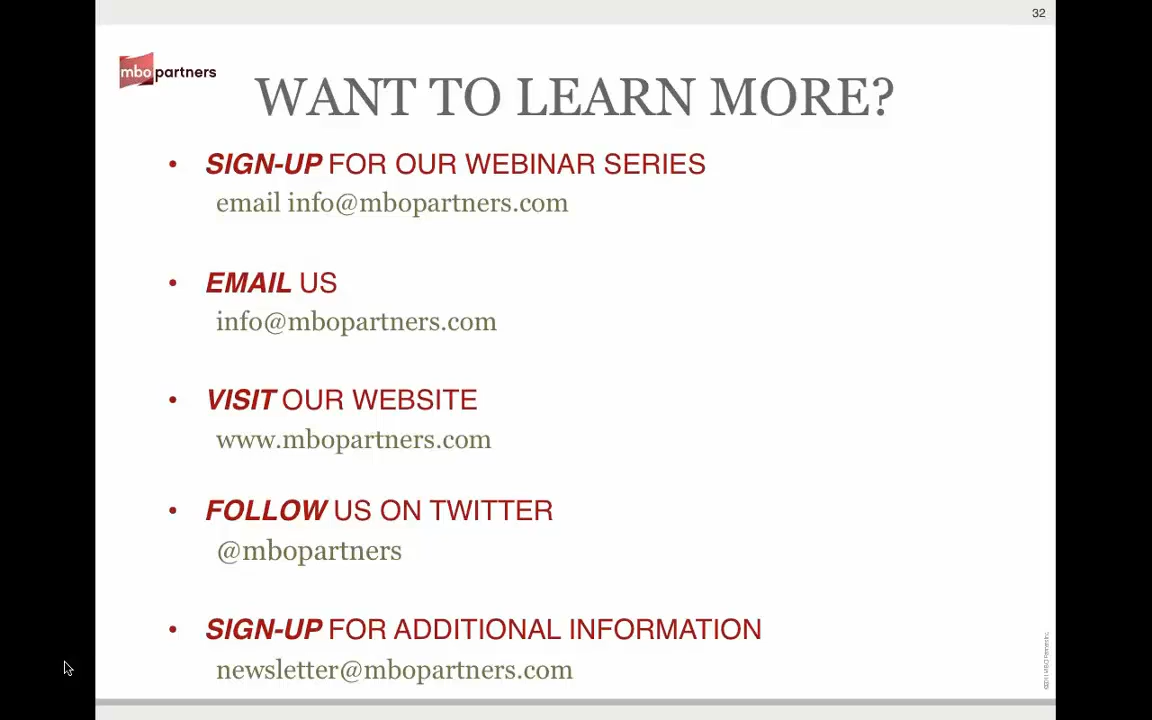 32
mbo partners
WANT TO LEARN MORE?
• SIGN-UP FOR OUR WEBINAR SERIES
email info@mbopartners.com
• EMAIL US
info@mbopartners.com
• VISIT OUR WEBSITE
www.mbopartners.com
• FOLLOW US ON TWITTER
@mbopartners
• SIGN-UP FOR ADDITIONAL INFORMATION
newsletter@mbopartners.com